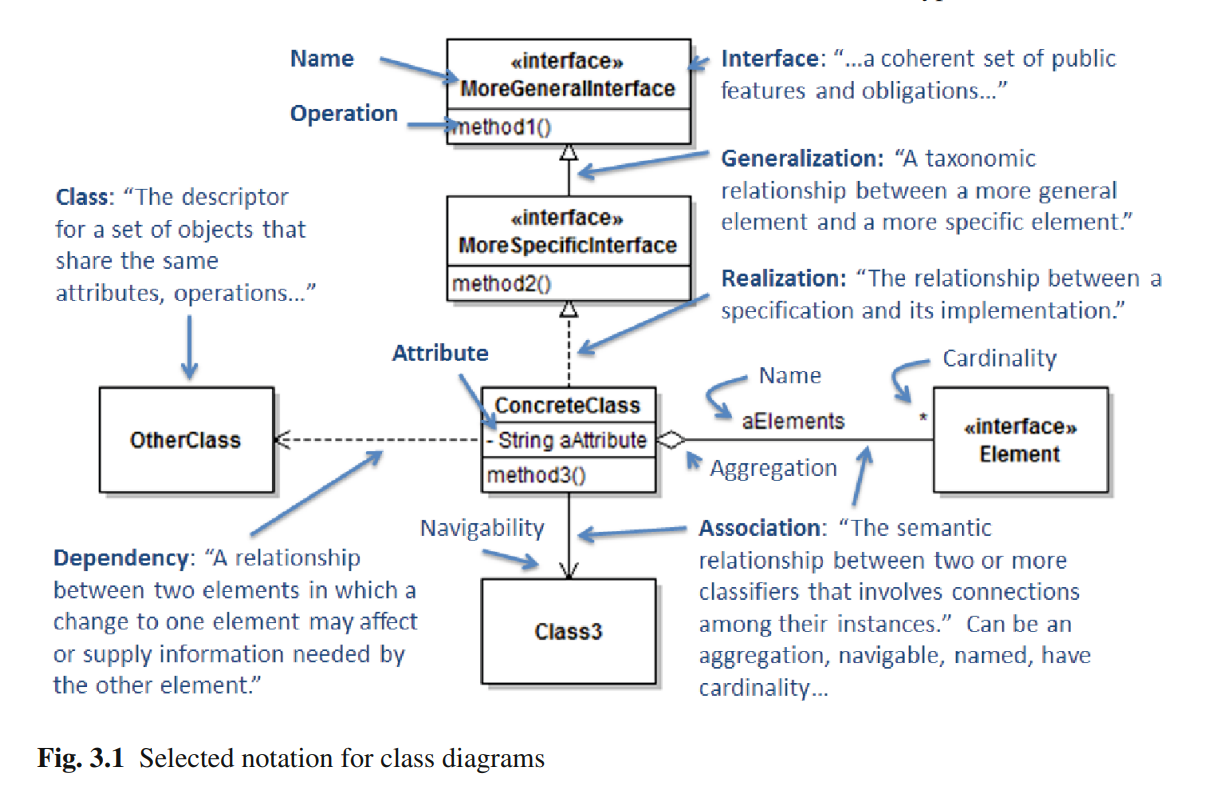 Name
«interface»
MoreGeneralInterface
Operation
method1()
Interface: “...a coherent set of public
features and obligations...”
Generalization: “A taxonomic
relationship between a more general
element and a more specific element.”
Class: “The descriptor
for a set of objects that
share the same
attributes, operations...”
«interface»
MoreSpecificInterface
method2()
Realization: “The relationship between a
specification and its implementation.”
Attribute
Name
Cardinality
OtherClass
ConcreteClass
- String aAttribute
method3()
aElements
*
Aggregation
«interface»
Element
Navigability
Dependency: “A relationship
between two elements in which a
change to one element may affect
or supply information needed by
the other element.”
Class3
Association: “The semantic
relationship between two or more
classifiers that involves connections
among their instances.” Can be an
aggregation, navigable, named, have
cardinality...
Fig. 3.1 Selected notation for class diagrams